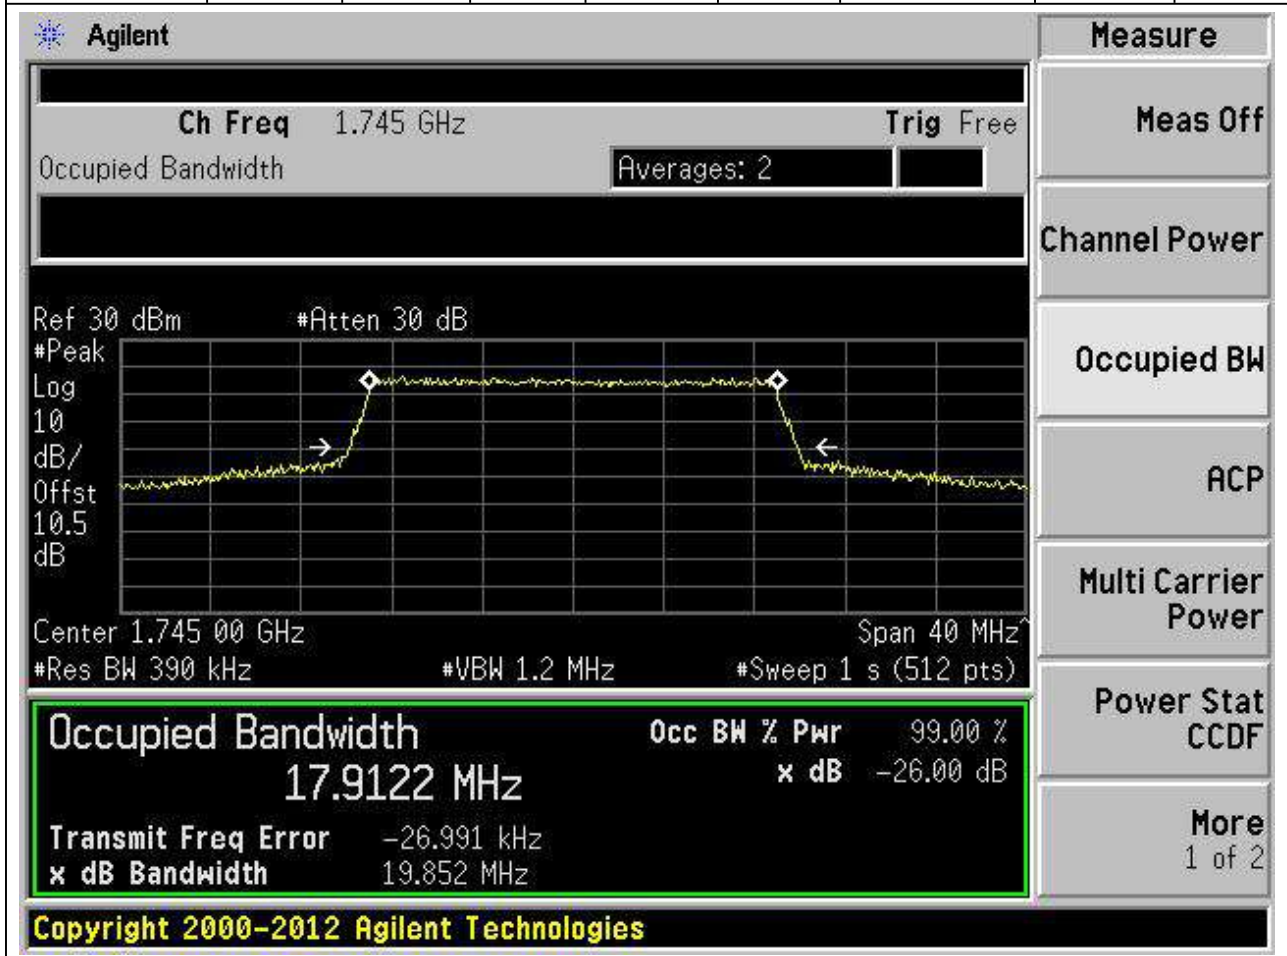 Agilent
Measure
Ch Freq 1.745 GHz Trig Free
Occupied Bandwidth Averages: 2
Meas Off
Channel Power
Occupied BW
ACP
Multi Carrier
Power
Power Stat
CCDF
More
1 of 2
Ref 30 dBm #Atten 30 dB
#Peak
Log
10
dB/
Offst
10.5
dB
Center 1.745 00 GHz Span 40 MHz^
#Res BW 390 kHz #VBW 1.2 MHz #Sweep 1 s (512 pts)
Occupied Bandwidth Occ BW % Pwr 99.00 %
17.9122 MHz x dB -26.00 dB
Transmit Freq Error -26.991 kHz
x dB Bandwidth 19.852 MHz
Copyright 2000-2012 Agilent Technologies